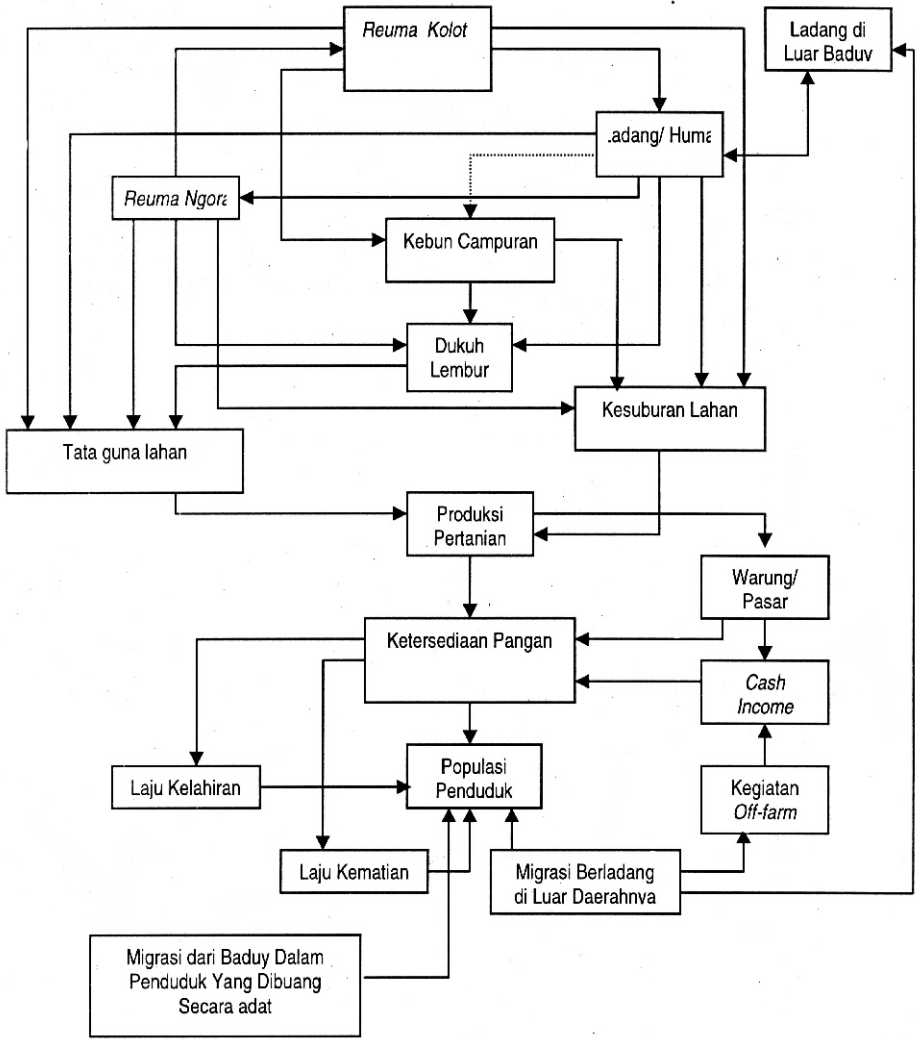 Reuma Kolot
Ladang di
Luar Baduy
Ladang/ Huma
Reuma Ngora
Kebun Campuran
Dukuh
Lembur
Kesuburan Lahan
Tata guna lahan
Produksi
Pertanian
Warung/
Pasar
Ketersediaan Pangan
Cash
Income
Populasi
Penduduk
Laju Kelahiran
Kegiatan
Off-farm
Laju Kematian
Migrasi Berladang
di Luar Daerahnya
Migrasi dari Baduy Dalam
Penduduk Yang Dibuang
Secara adat